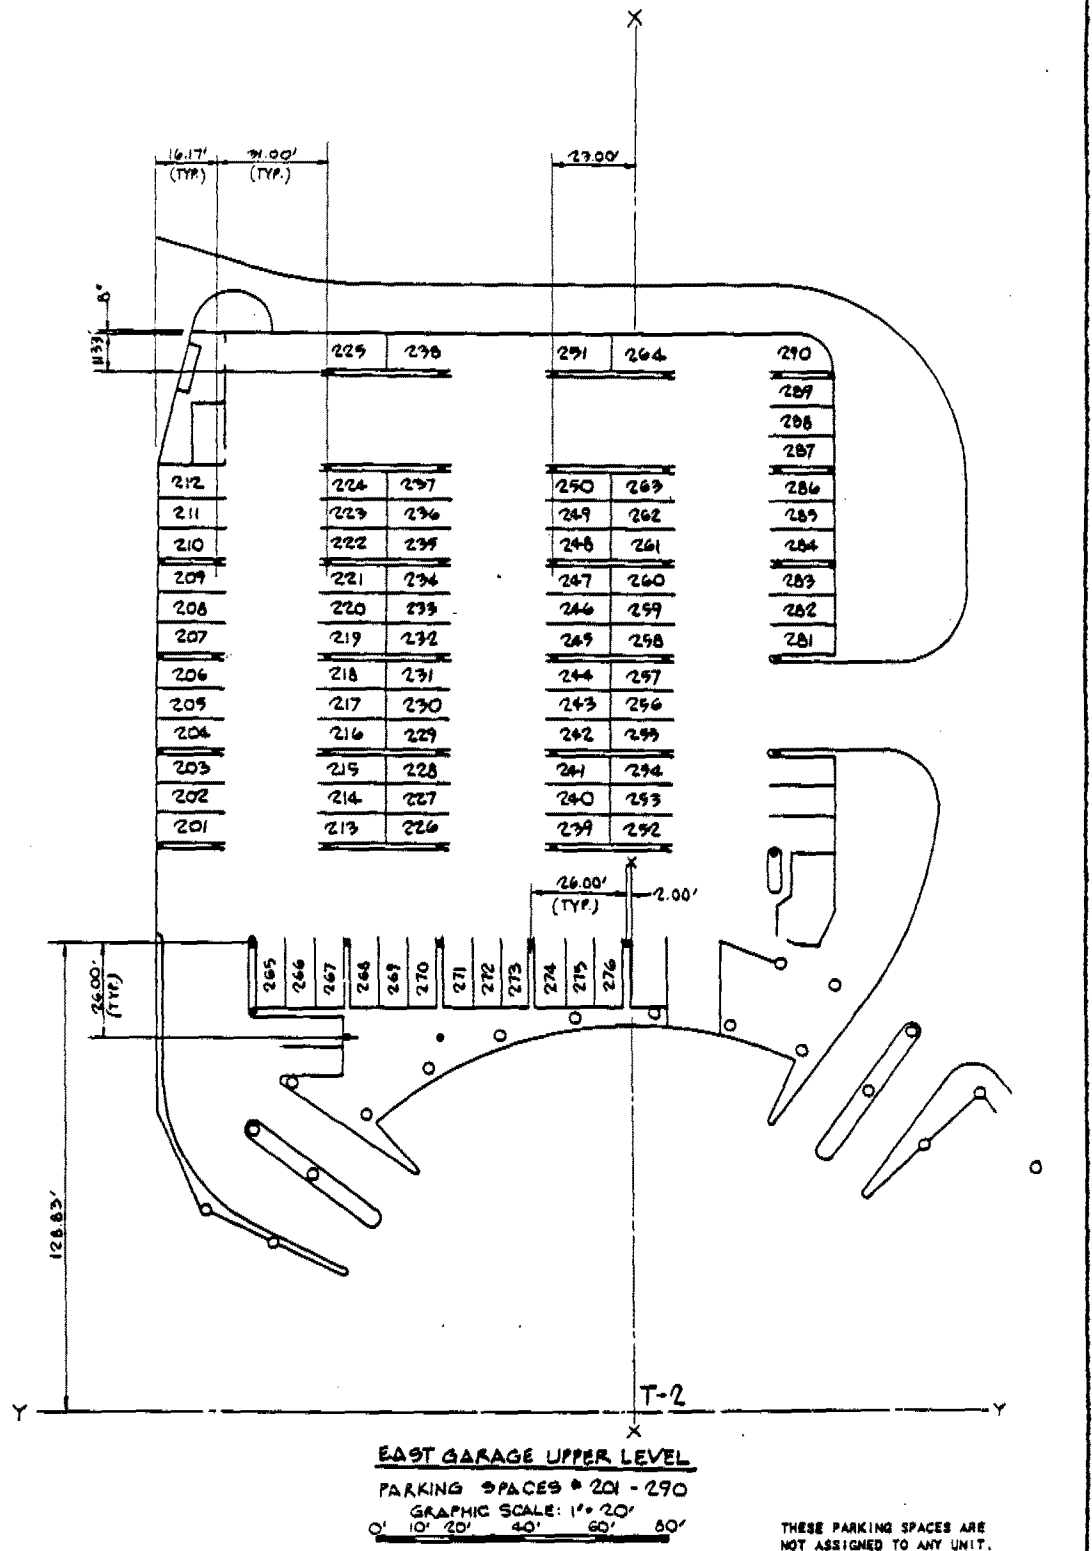 X
16.17'
(TYP.)
31.00'
(TYP.)
23.00'
8"
11.33'
225 238 251 264 290
289
288
287
212 224 237 250 263 286
211 223 236 249 262 285
210 222 235 248 261 284
209 221 234 247 260 283
208 220 233 246 259 282
207 219 232 245 258 281
206 218 231 244 257
205 217 230 243 256
204 216 229 242 255
203 215 228 241 254
202 214 227 240 253
201 213 226 239 252
X
26.00'
(TYP.)
2.00'
265 266 267 268 269 270 271 272 273 274 275 276
26.00'
(TYP.)
128.83'
T-2
Y Y
X
EAST GARAGE UPPER LEVEL
PARKING SPACES # 201 - 290
GRAPHIC SCALE: 1" = 20'
0' 10' 20' 40' 60' 80'
THESE PARKING SPACES ARE
NOT ASSIGNED TO ANY UNIT.